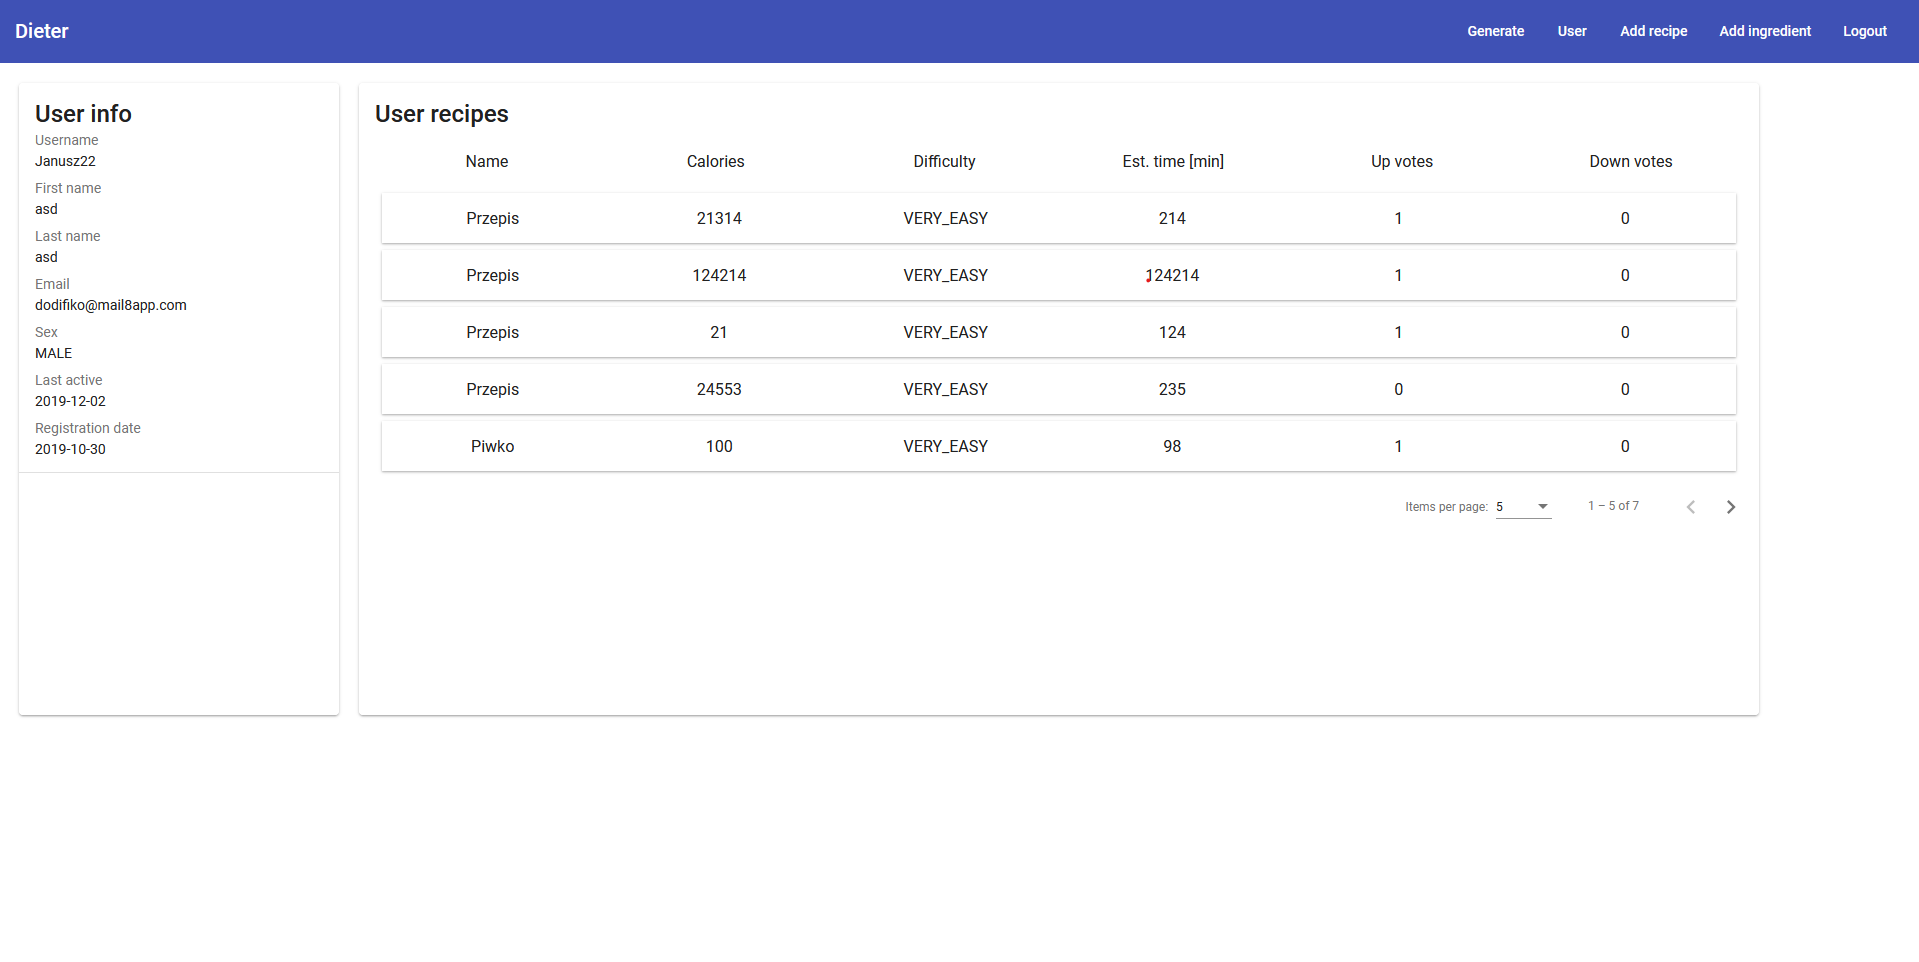 Dieter Generate User Add recipe Add ingredient Logout
User info
Username
Janusz22
First name
asd
Last name
asd
Email
dodifiko@mail8app.com
Sex
MALE
Last active
2019-12-02
Registration date
2019-10-30
User recipes
Name Calories Difficulty Est. time [min] Up votes Down votes
Przepis 21314 VERY_EASY 214 1 0
Przepis 124214 VERY_EASY 124214 1 0
Przepis 21 VERY_EASY 124 1 0
Przepis 24553 VERY_EASY 235 0 0
Piwko 100 VERY_EASY 98 1 0
Items per page: 5 1 – 5 of 7